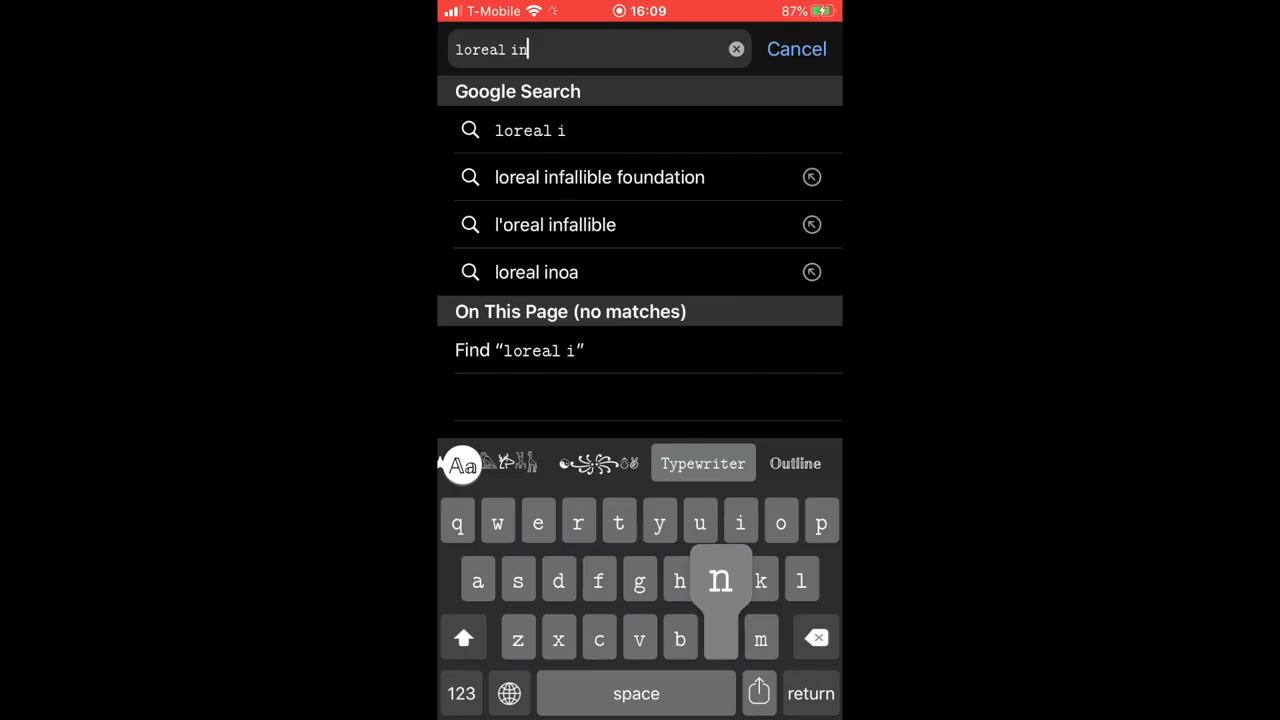 T-Mobile 16:09 87%
loreal in Cancel
Google Search
loreal i
loreal infallible foundation
l'oreal infallible
loreal inoa
On This Page (no matches)
Find “loreal i”
Aa Typewriter Outline
q w e r t y u i o p
a s d f g h n k l
z x c v b m
123 space return